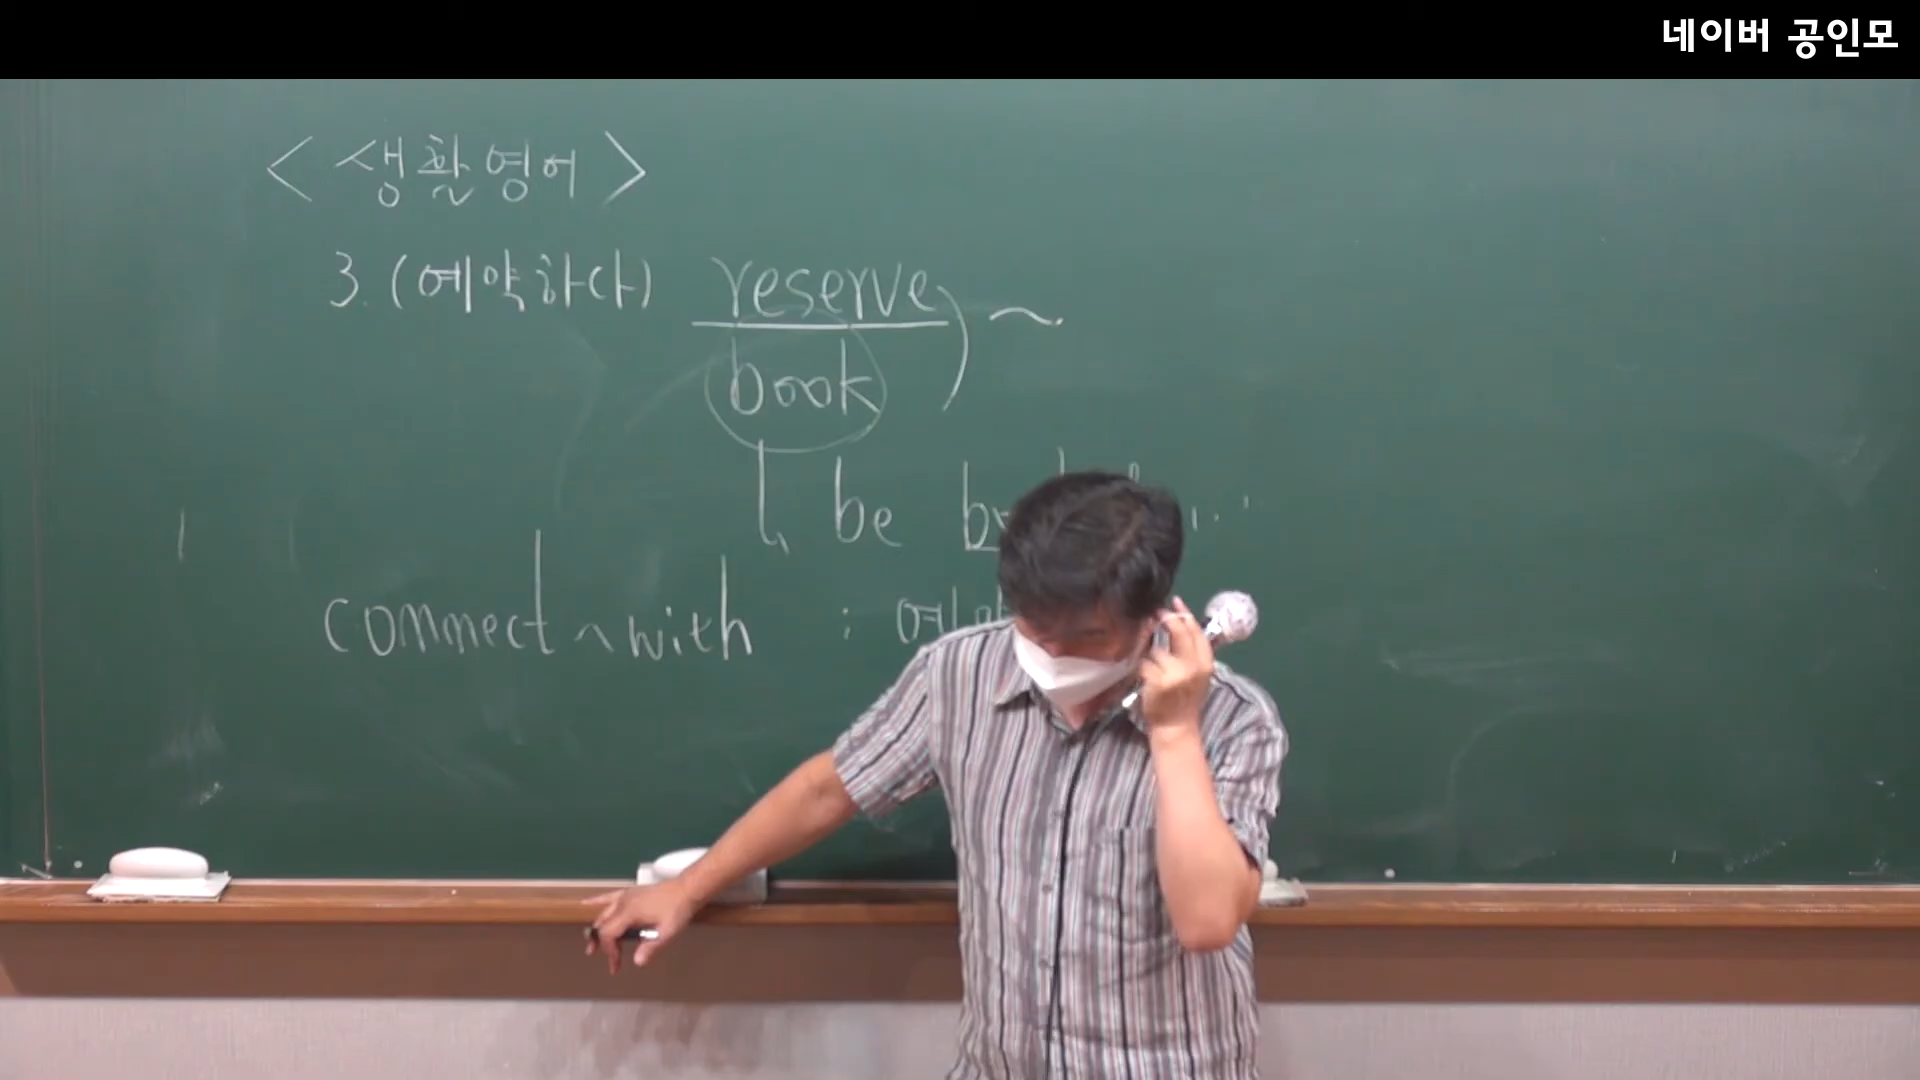 네이버 공인모
< 생활영어 >
3. (예약하다) reserve ) ~
book
↳ be ...
connect ~ with :